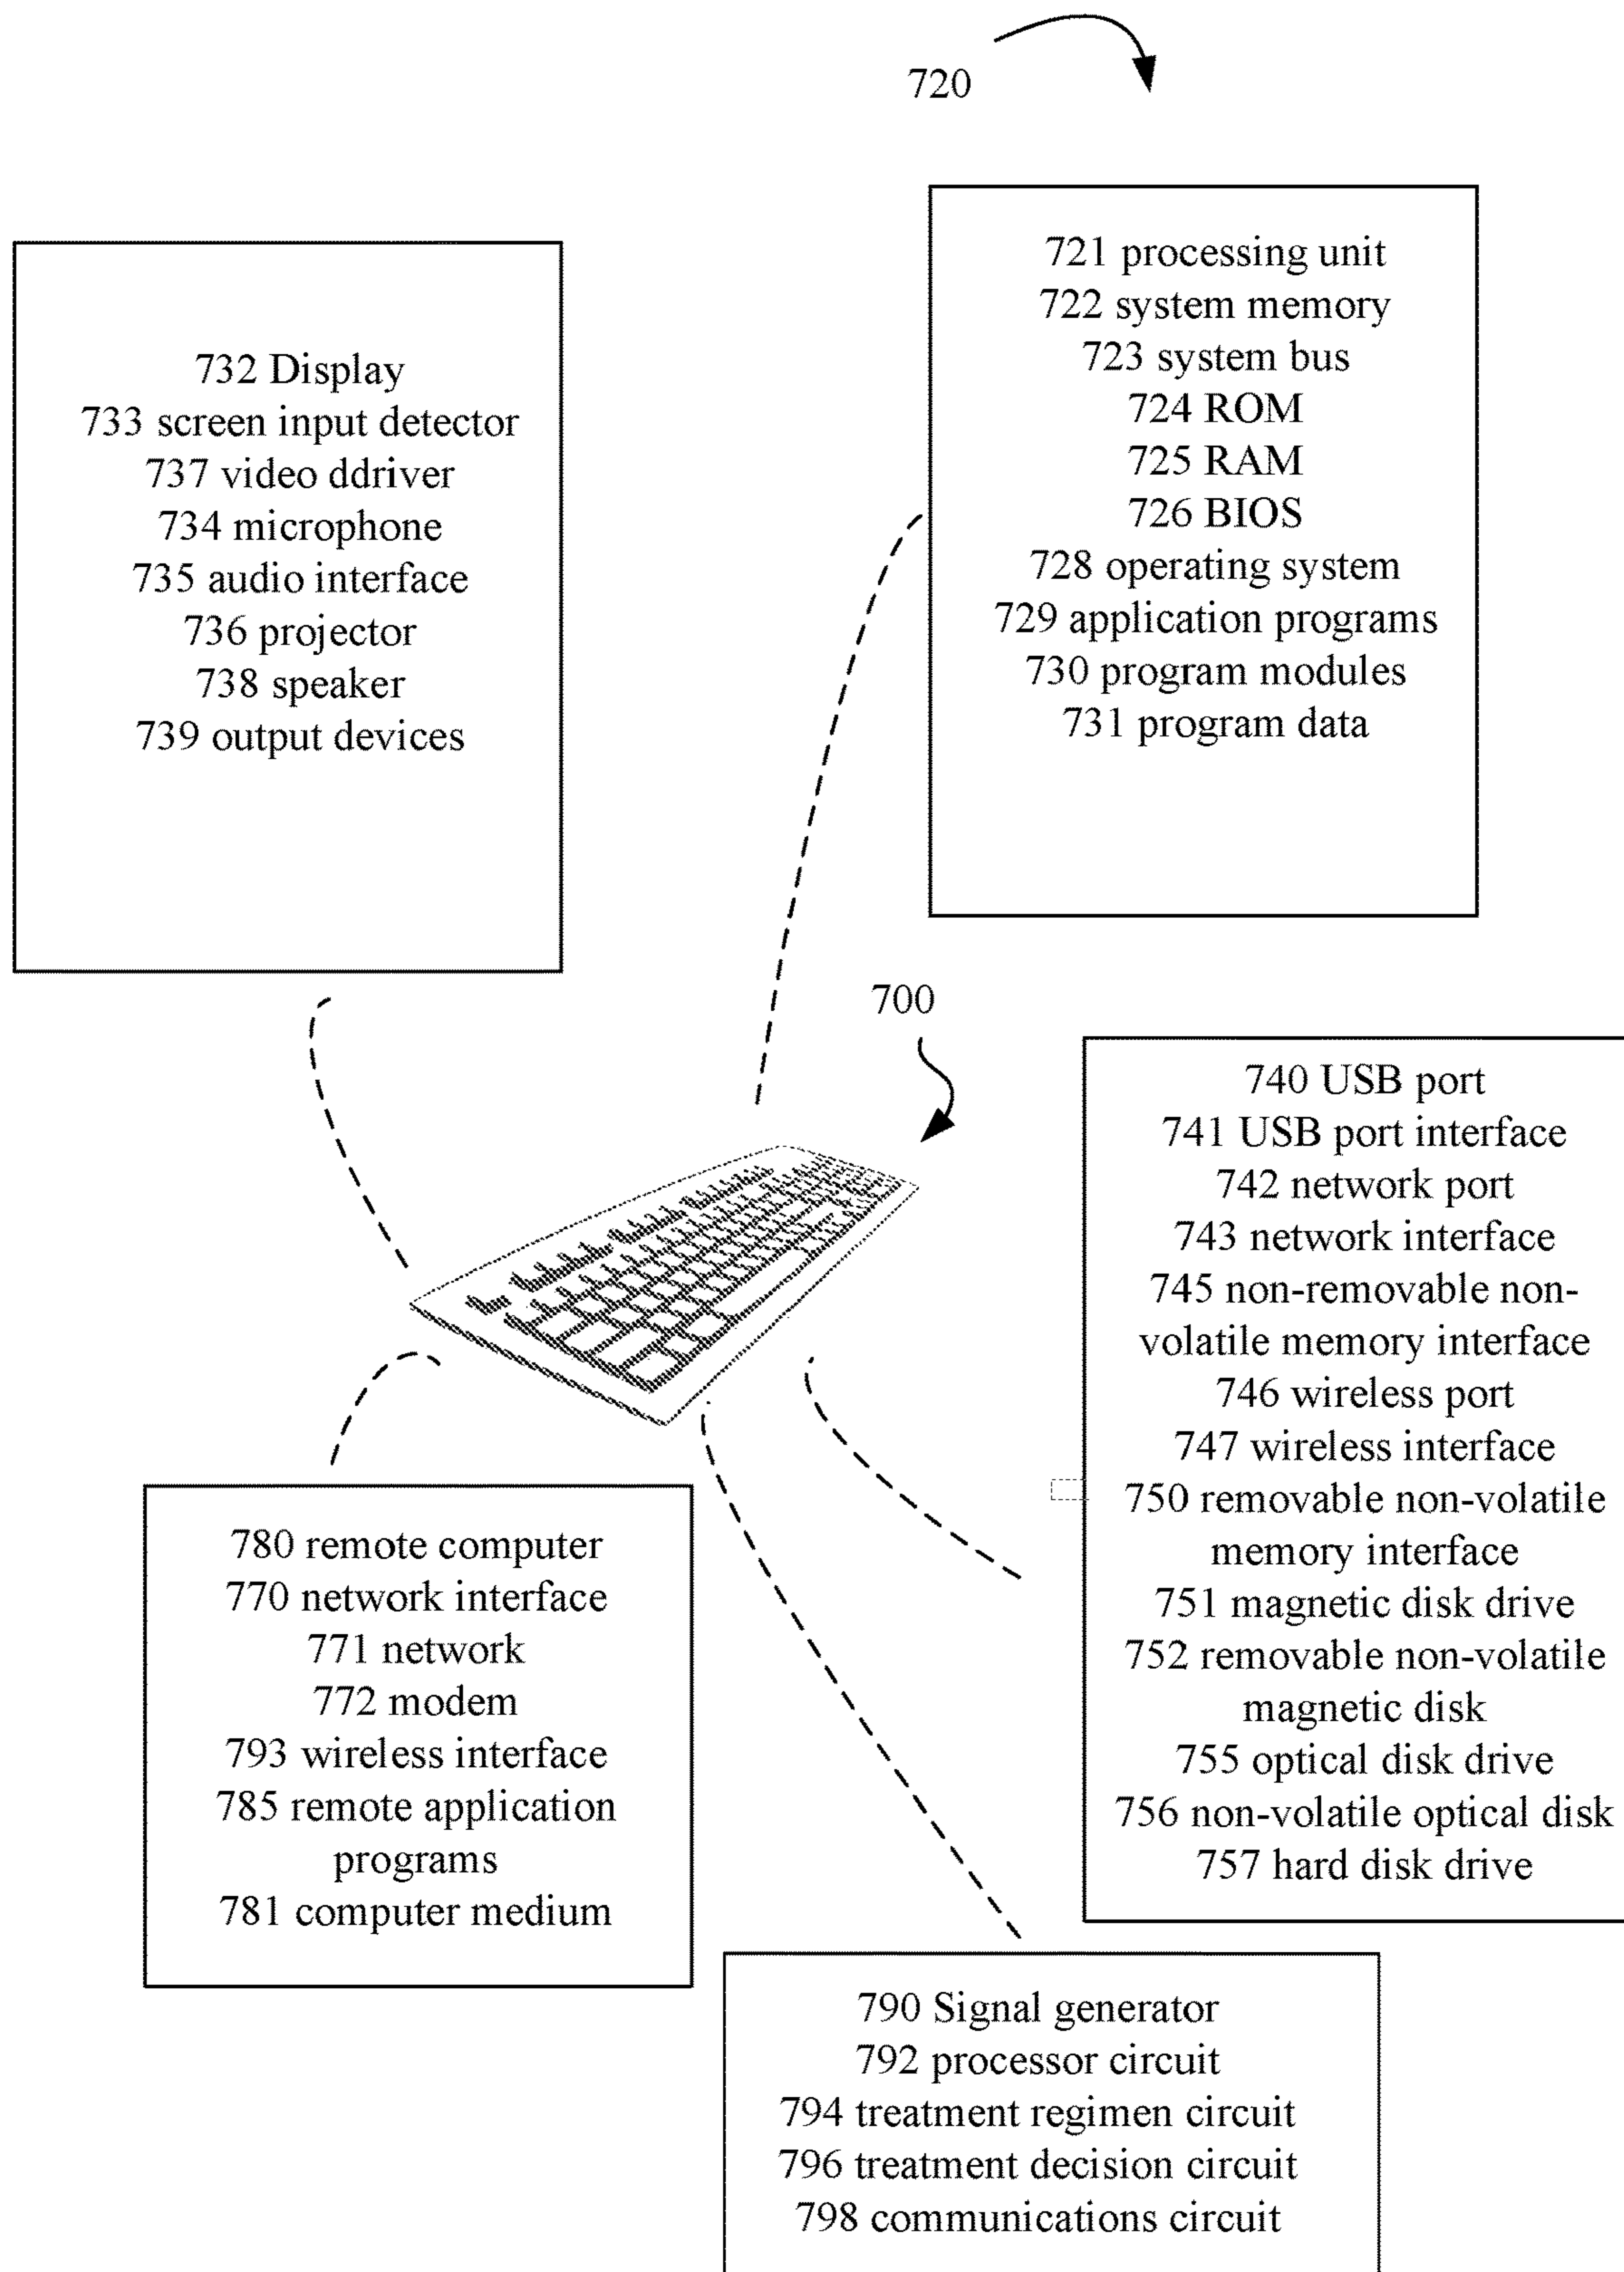 720
732 Display
733 screen input detector
737 video ddriver
734 microphone
735 audio interface
736 projector
738 speaker
739 output devices
721 processing unit
722 system memory
723 system bus
724 ROM
725 RAM
726 BIOS
728 operating system
729 application programs
730 program modules
731 program data
700
740 USB port
741 USB port interface
742 network port
743 network interface
745 non-removable non-
volatile memory interface
746 wireless port
747 wireless interface
750 removable non-volatile
memory interface
751 magnetic disk drive
752 removable non-volatile
magnetic disk
755 optical disk drive
756 non-volatile optical disk
757 hard disk drive
780 remote computer
770 network interface
771 network
772 modem
793 wireless interface
785 remote application
programs
781 computer medium
790 Signal generator
792 processor circuit
794 treatment regimen circuit
796 treatment decision circuit
798 communications circuit